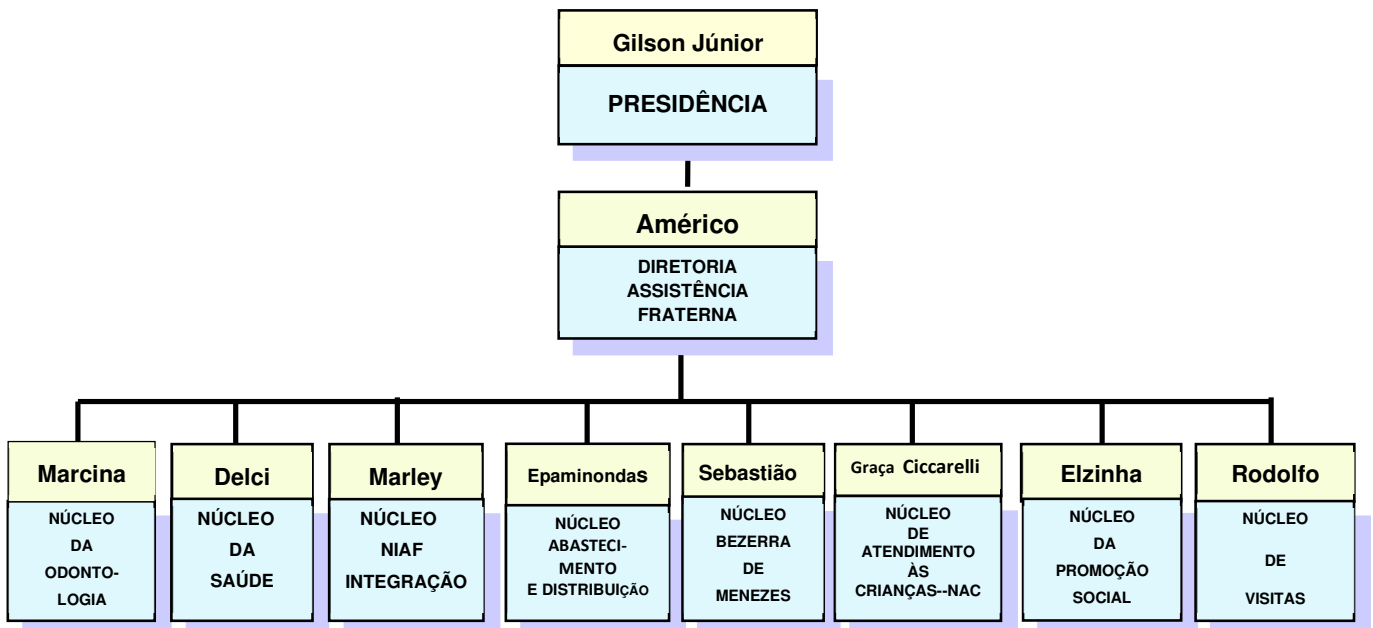 Gilson Júnior
PRESIDÊNCIA
Américo
DIRETORIA
ASSISTÊNCIA
FRATERNA
Marcina
NÚCLEO
DA
ODONTO-
LOGIA
Delci
NÚCLEO
DA
SAÚDE
Marley
NÚCLEO
NIAF
INTEGRAÇÃO
Epaminondas
NÚCLEO
ABASTECI-
MENTO
E DISTRIBUIÇÃO
Sebastião
NÚCLEO
BEZERRA
DE
MENEZES
Graça Ciccarelli
NÚCLEO
DE
ATENDIMENTO
ÀS
CRIANÇAS--NAC
Elzinha
NÚCLEO
DA
PROMOÇÃO
SOCIAL
Rodolfo
NÚCLEO
DE
VISITAS